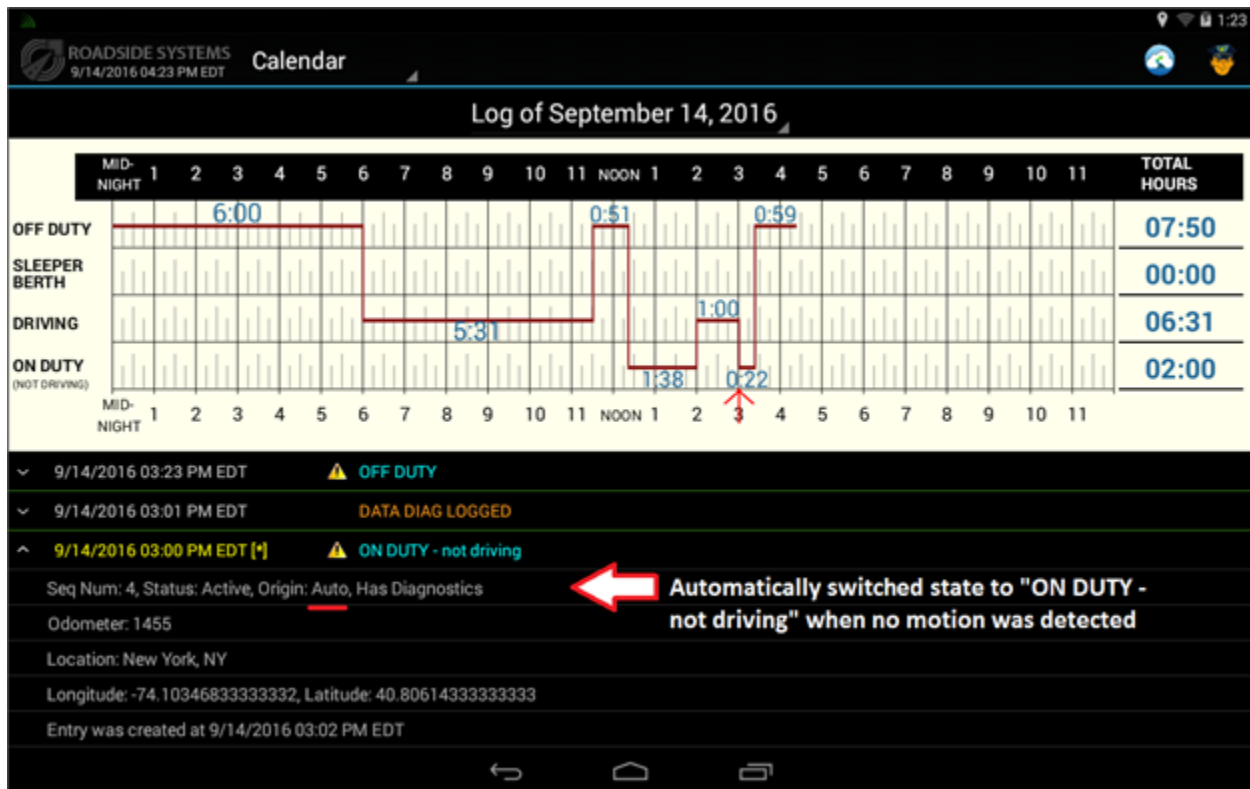 1:23
ROADSIDE SYSTEMS
9/14/2016 04:23 PM EDT
Calendar
Log of September 14, 2016
MID-NIGHT 1 2 3 4 5 6 7 8 9 10 11 NOON 1 2 3 4 5 6 7 8 9 10 11 TOTAL HOURS
OFF DUTY 6:00 0:51 0:59 07:50
SLEEPER BERTH 00:00
DRIVING 5:31 1:00 06:31
ON DUTY 1:38 0:22 02:00
(NOT DRIVING)
MID-NIGHT 1 2 3 4 5 6 7 8 9 10 11 NOON 1 2 3 4 5 6 7 8 9 10 11
9/14/2016 03:23 PM EDT OFF DUTY
9/14/2016 03:01 PM EDT DATA DIAG LOGGED
9/14/2016 03:00 PM EDT [*] ON DUTY - not driving
Seq Num: 4, Status: Active, Origin: Auto, Has Diagnostics
Automatically switched state to "ON DUTY -
not driving" when no motion was detected
Odometer: 1455
Location: New York, NY
Longitude: -74.10346833333332, Latitude: 40.80614333333333
Entry was created at 9/14/2016 03:02 PM EDT